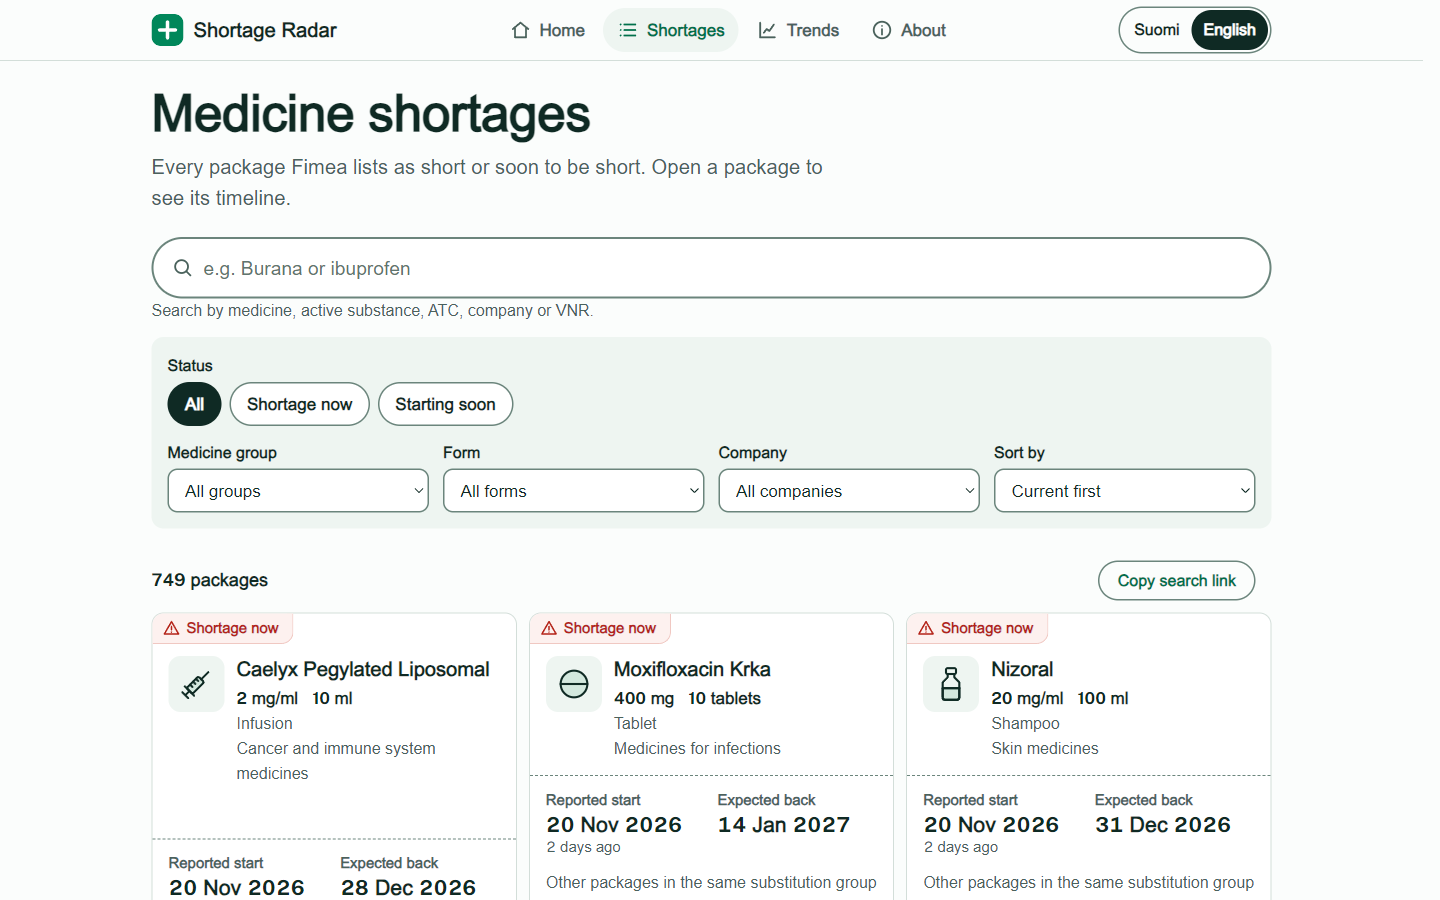 Shortage Radar
Home
Shortages
Trends
About
Suomi
English
Medicine shortages
Every package Fimea lists as short or soon to be short. Open a package to
see its timeline.
e.g. Burana or ibuprofen
Search by medicine, active substance, ATC, company or VNR.
Status
All
Shortage now
Starting soon
Medicine group
Form
Company
Sort by
All groups
All forms
All companies
Current first
749 packages
Copy search link
Shortage now
Caelyx Pegylated Liposomal
2 mg/ml 10 ml
Infusion
Cancer and immune system
medicines
Reported start
Expected back
20 Nov 2026
28 Dec 2026
Shortage now
Moxifloxacin Krka
400 mg 10 tablets
Tablet
Medicines for infections
Reported start
Expected back
20 Nov 2026
14 Jan 2027
2 days ago
Other packages in the same substitution group
Shortage now
Nizoral
20 mg/ml 100 ml
Shampoo
Skin medicines
Reported start
Expected back
20 Nov 2026
31 Dec 2026
2 days ago
Other packages in the same substitution group